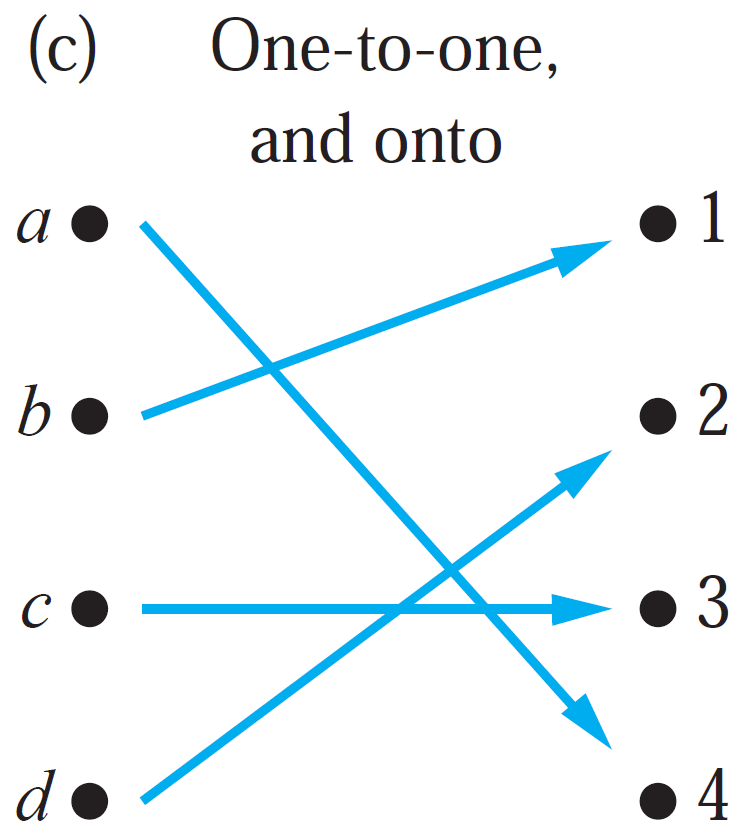 (c) One-to-one,
and onto
a 1
b 2
c 3
d 4